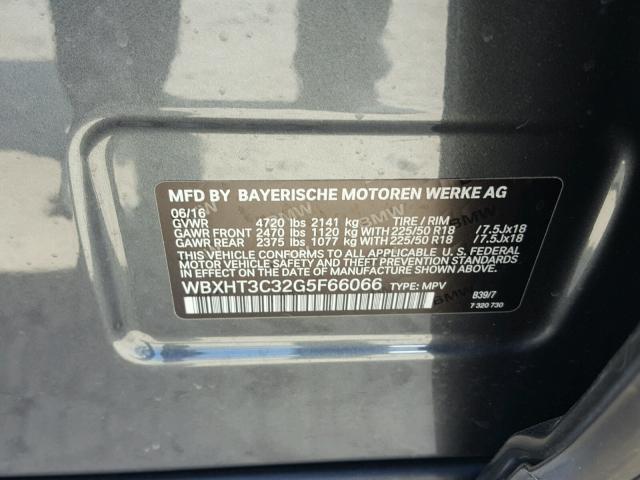 MFD BY BAYERISCHE MOTOREN WERKE AG
06/16
GVWR 4720 lbs 2141 kg TIRE / RIM
GAWR FRONT 2470 lbs 1120 kg WITH 225/50 R18 /7.5Jx18
GAWR REAR 2375 lbs 1077 kg WITH 225/50 R18 /7.5Jx18
THIS VEHICLE CONFORMS TO ALL APPLICABLE U.S. FEDERAL
MOTOR VEHICLE SAFETY AND THEFT PREVENTION STANDARDS
IN EFFECT ON THE DATE OF MANUFACTURE SHOWN ABOVE.
WBXHT3C32G5F66066 TYPE: MPV
B39/7
7 320 730